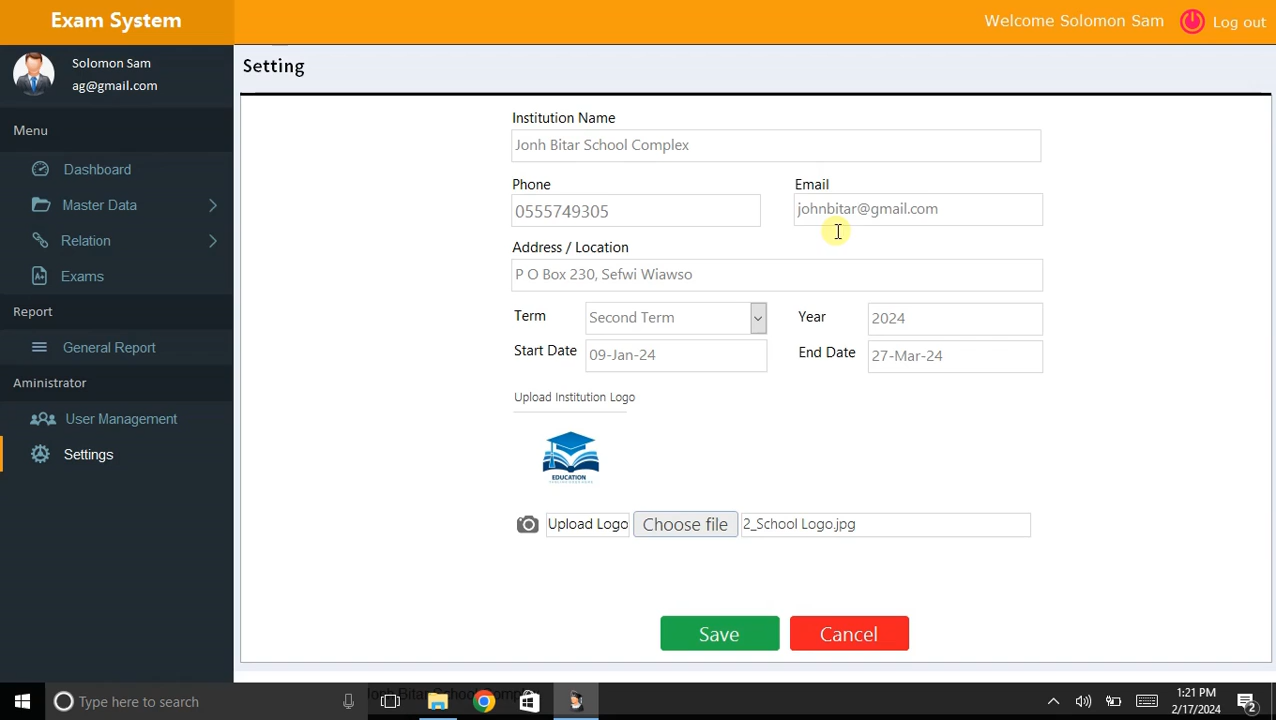 Exam System
Welcome Solomon Sam
Log out
Solomon Sam
ag@gmail.com
Menu
Dashboard
Master Data
Relation
Exams
Report
General Report
Aministrator
User Management
Settings
Setting
Institution Name
Jonh Bitar School Complex
Phone
Email
0555749305
johnbitar@gmail.com
Address / Location
P O Box 230, Sefwi Wiawso
Term
Second Term
Year
2024
Start Date
09-Jan-24
End Date
27-Mar-24
Upload Institution Logo
EDUCATION
Upload Logo
Choose file
2_School Logo.jpg
Save
Cancel
Type here to search
1:21 PM
2/17/2024
2